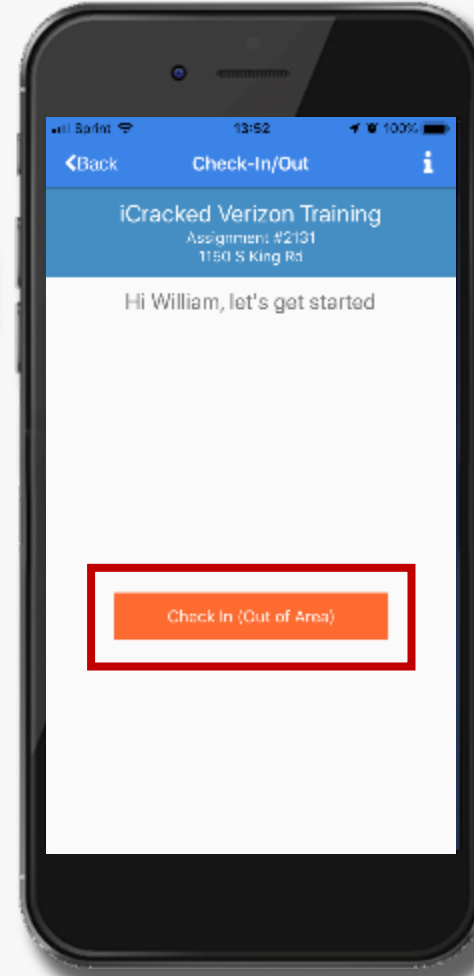 Sprint 13:52 100%
Back Check-In/Out i
iCracked Verizon Training
Assignment #2131
1150 S King Rd
Hi William, let's get started
Check In (Out of Area)